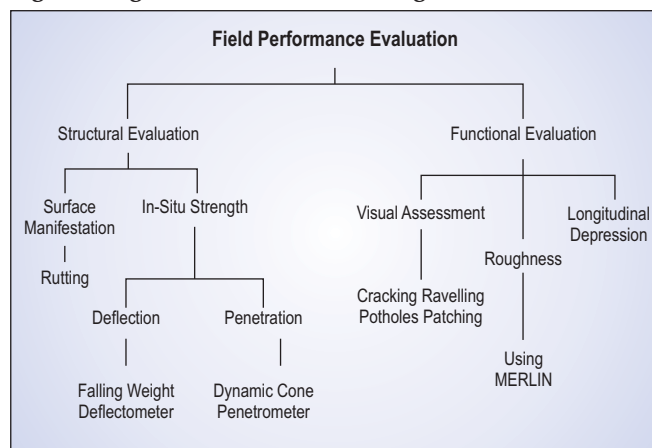 Field Performance Evaluation
Structural Evaluation
Functional Evaluation
Surface
Manifestation
In-Situ Strength
Visual Assessment
Longitudinal
Depression
Rutting
Roughness
Deflection
Penetration
Cracking Ravelling
Potholes Patching
Falling Weight
Deflectometer
Dynamic Cone
Penetrometer
Using
MERLIN